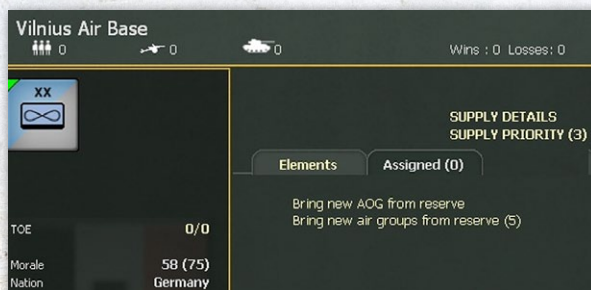 Vilnius Air Base
0 0 0 Wins : 0 Losses: 0
XX
SUPPLY DETAILS
SUPPLY PRIORITY (3)
Elements Assigned (0)
Bring new AOG from reserve
Bring new air groups from reserve (5)
TOE 0/0
Morale 58 (75)
Nation Germany